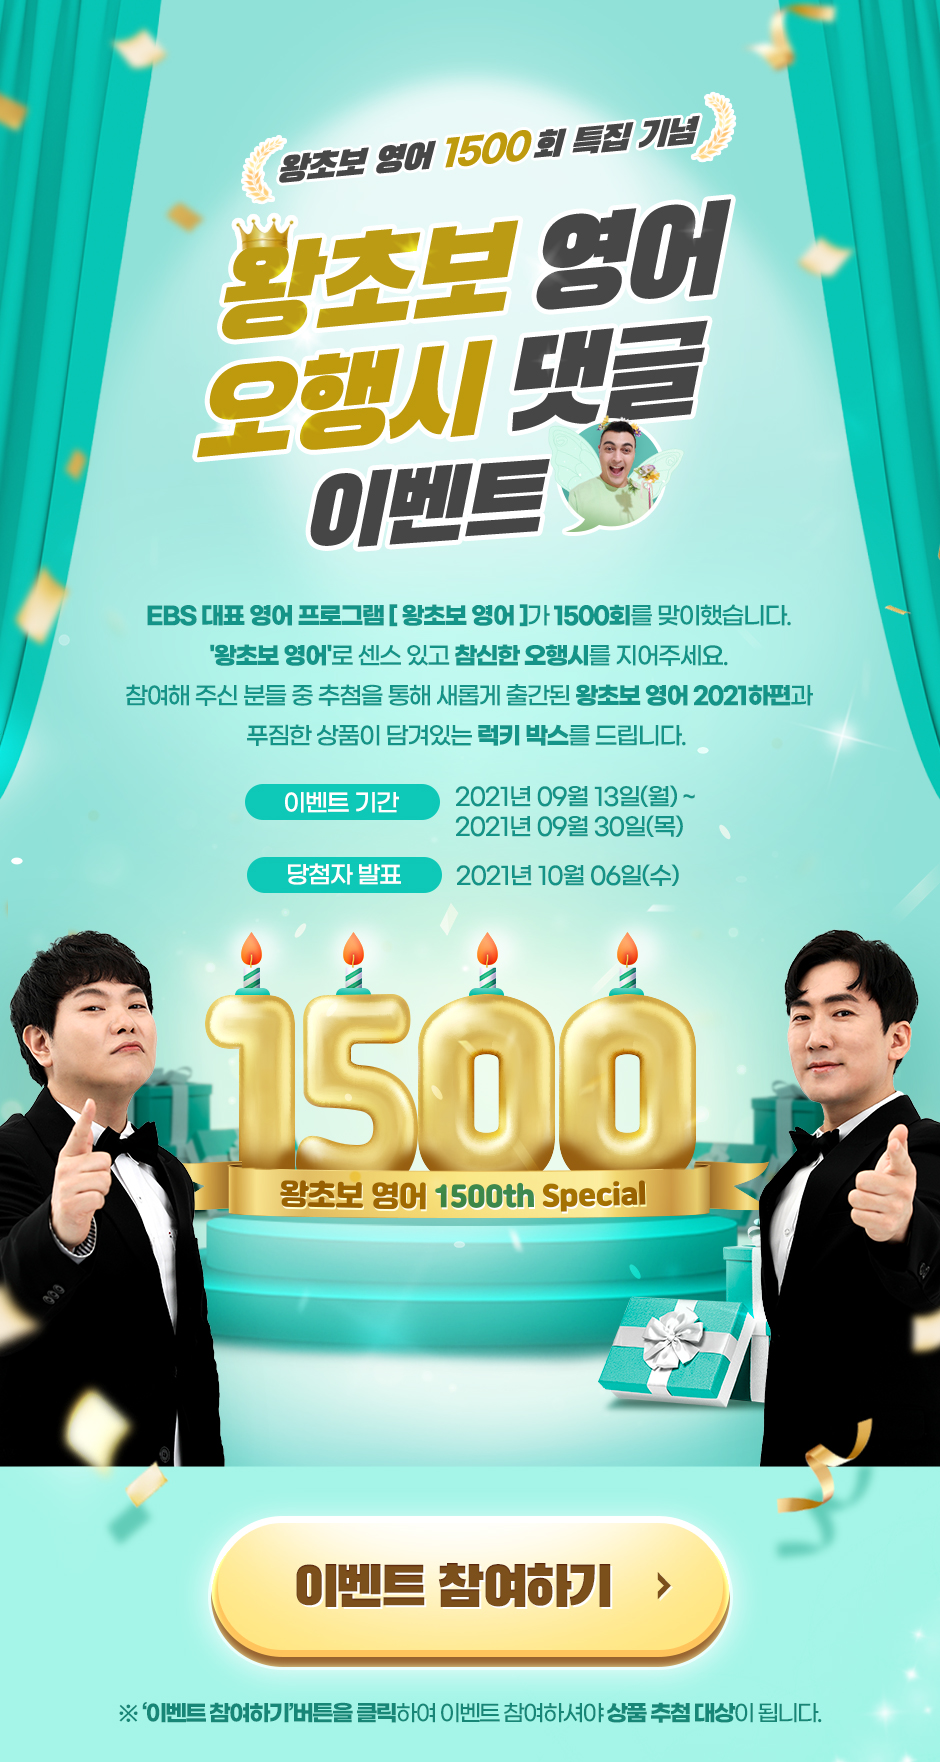 왕초보 영어 1500회 특집 기념
왕초보 영어
오행시 댓글
이벤트
EBS 대표 영어 프로그램 [ 왕초보 영어 ]가 1500회를 맞이했습니다.
'왕초보 영어'로 센스 있고 참신한 오행시를 지어주세요.
참여해 주신 분들 중 추첨을 통해 새롭게 출간된 왕초보 영어 2021하편과
푸짐한 상품이 담겨있는 럭키 박스를 드립니다.
이벤트 기간 2021년 09월 13일(월) ~
2021년 09월 30일(목)
당첨자 발표 2021년 10월 06일(수)
1500
왕초보 영어 1500th Special
이벤트 참여하기 >
※ '이벤트 참여하기'버튼을 클릭하여 이벤트 참여하셔야 상품 추첨 대상이 됩니다.